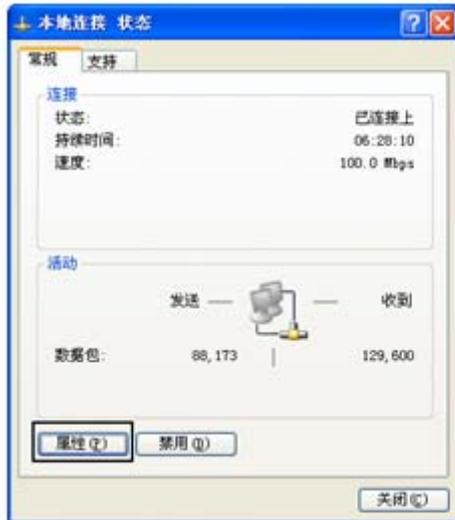 本地连接 状态
常规 支持
连接
状态: 已连接上
持续时间: 06:28:10
速度: 100.0 Mbps
活动
发送 — — 收到
数据包: 88,173 | 129,600
属性(P) 禁用(D)
关闭(C)